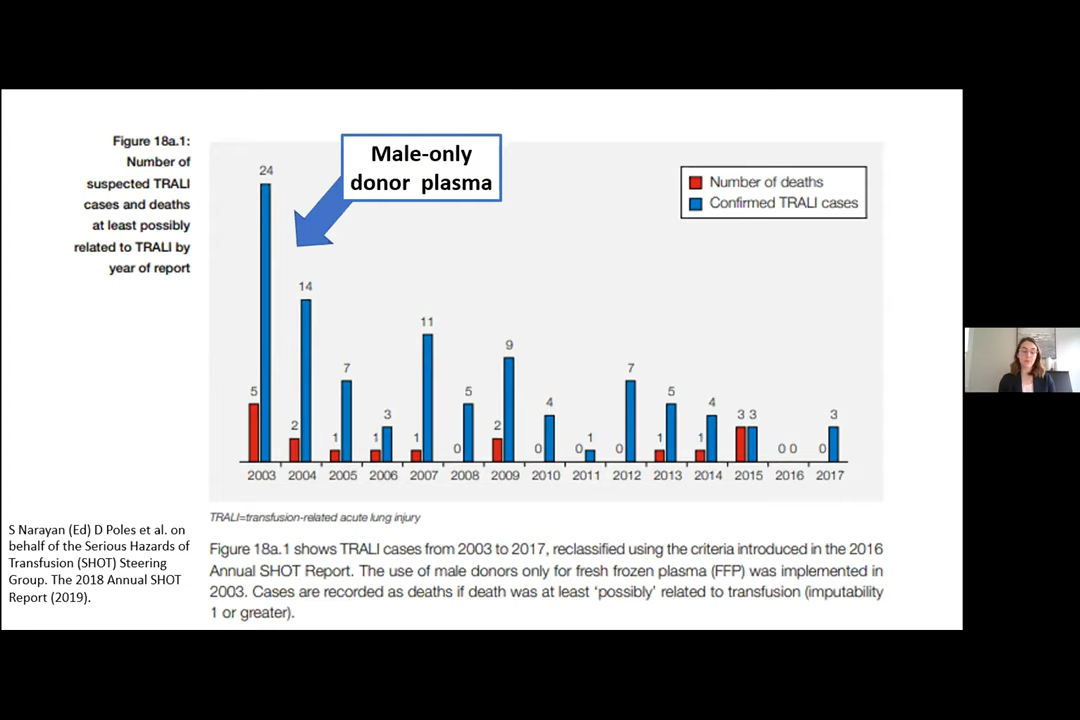 Figure 18a.1:
Number of
suspected TRALI
cases and deaths
at least possibly
related to TRALI by
year of report
Male-only
donor plasma
Number of deaths
Confirmed TRALI cases
24
14
11
9
7
7
5
5
5
4
4
3
3 3
3
2
2
1
1
1
1
1
1
0
0
0
0
0 0
0
2003 2004 2005 2006 2007 2008 2009 2010 2011 2012 2013 2014 2015 2016 2017
TRALI=transfusion-related acute lung injury
S Narayan (Ed) D Poles et al. on
behalf of the Serious Hazards of
Transfusion (SHOT) Steering
Group. The 2018 Annual SHOT
Report (2019).
Figure 18a.1 shows TRALI cases from 2003 to 2017, reclassified using the criteria introduced in the 2016
Annual SHOT Report. The use of male donors only for fresh frozen plasma (FFP) was implemented in
2003. Cases are recorded as deaths if death was at least ‘possibly’ related to transfusion (imputability
1 or greater).